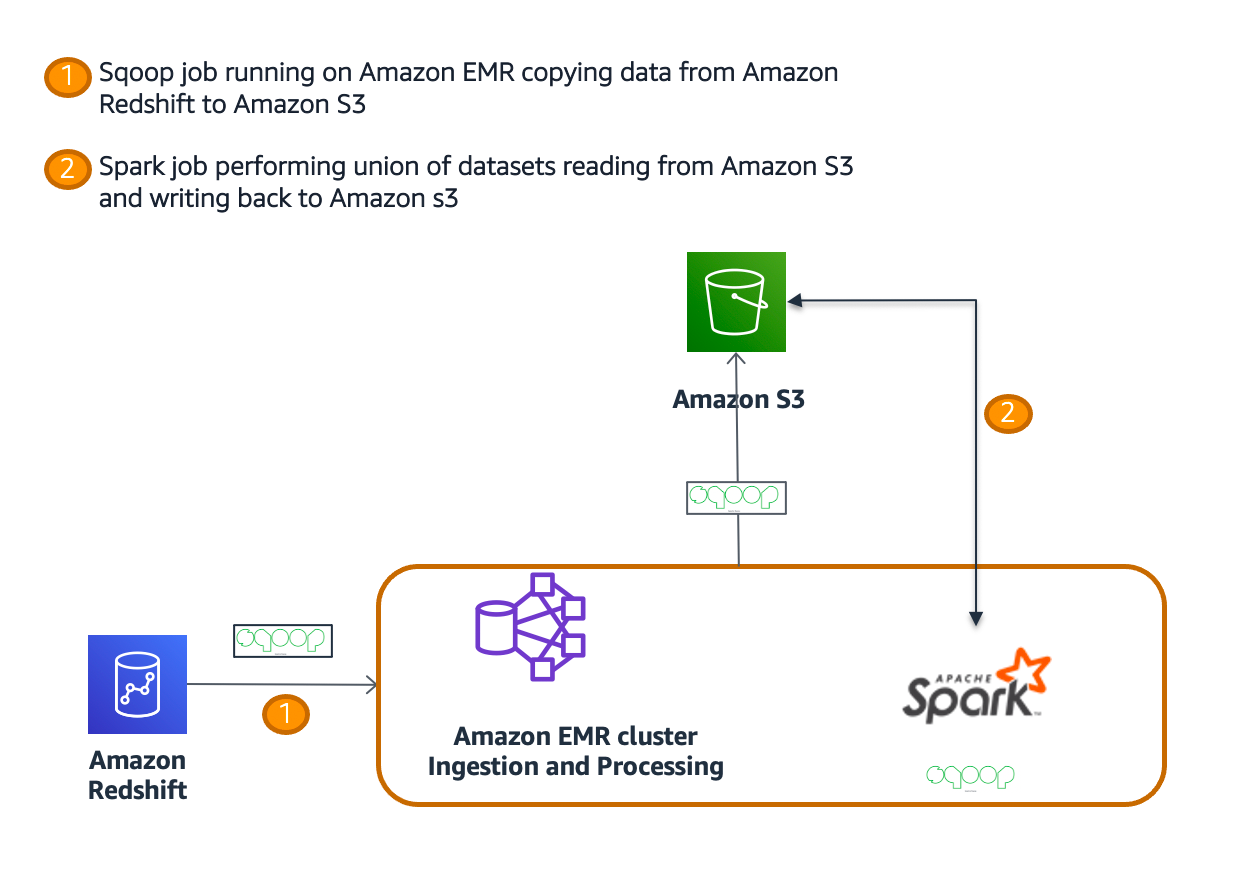 1
Sqoop job running on Amazon EMR copying data from Amazon
Redshift to Amazon S3
2
Spark job performing union of datasets reading from Amazon S3
and writing back to Amazon s3
Amazon S3
2
sqoop
sqoop
1
Amazon
Redshift
Amazon EMR cluster
Ingestion and Processing
APACHE
Spark™
sqoop